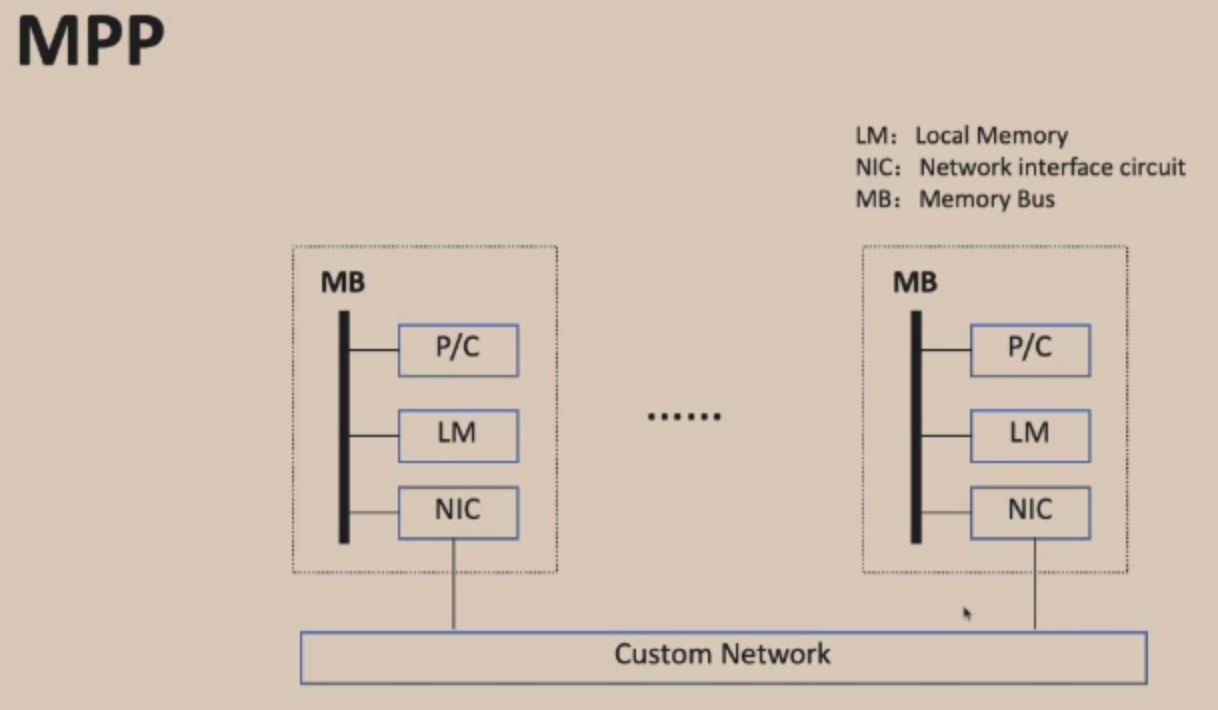 MPP
LM： Local Memory
NIC： Network interface circuit
MB： Memory Bus
MB
P/C
LM
NIC
......
MB
P/C
LM
NIC
Custom Network